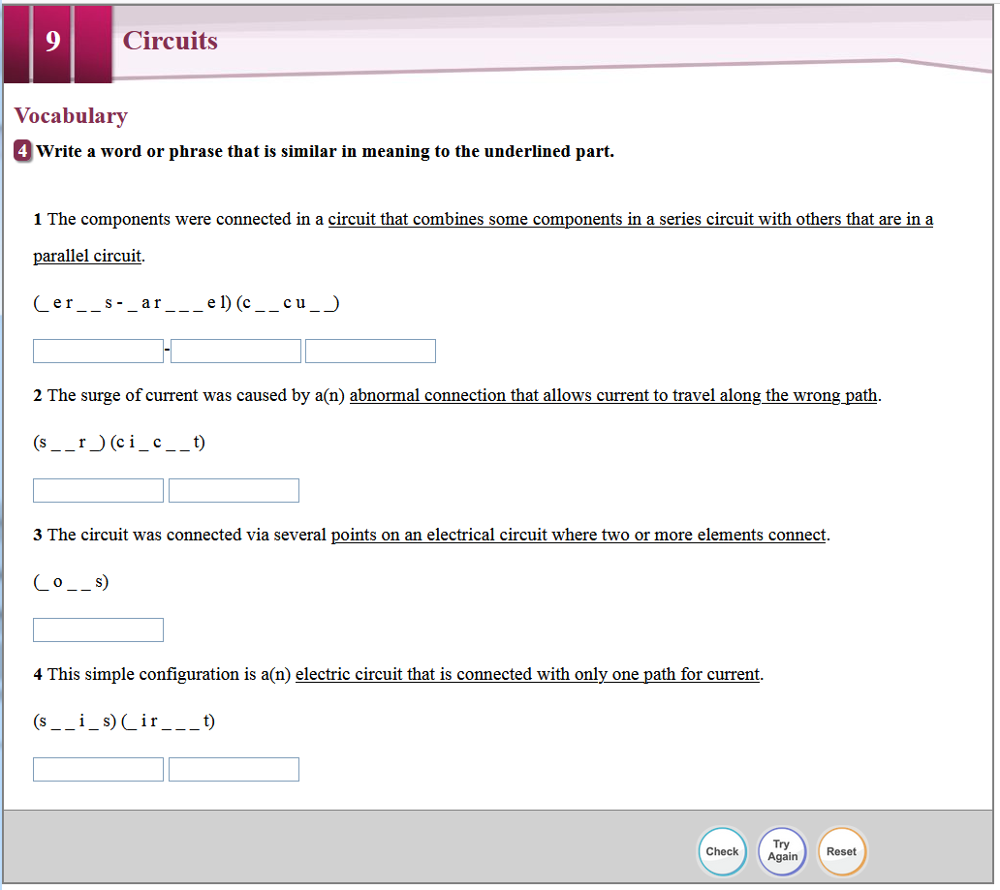 9 Circuits
Vocabulary
4 Write a word or phrase that is similar in meaning to the underlined part.
1 The components were connected in a circuit that combines some components in a series circuit with others that are in a
parallel circuit.
(_ e r _ _ s - _ a r _ _ _ e l) (c _ _ c u _ _)
-
2 The surge of current was caused by a(n) abnormal connection that allows current to travel along the wrong path.
(s _ _ r _) (c i _ c _ _ t)
3 The circuit was connected via several points on an electrical circuit where two or more elements connect.
(_ o _ _ s)
4 This simple configuration is a(n) electric circuit that is connected with only one path for current.
(s _ _ i _ s) (_ i r _ _ _ t)
Check Try Again Reset